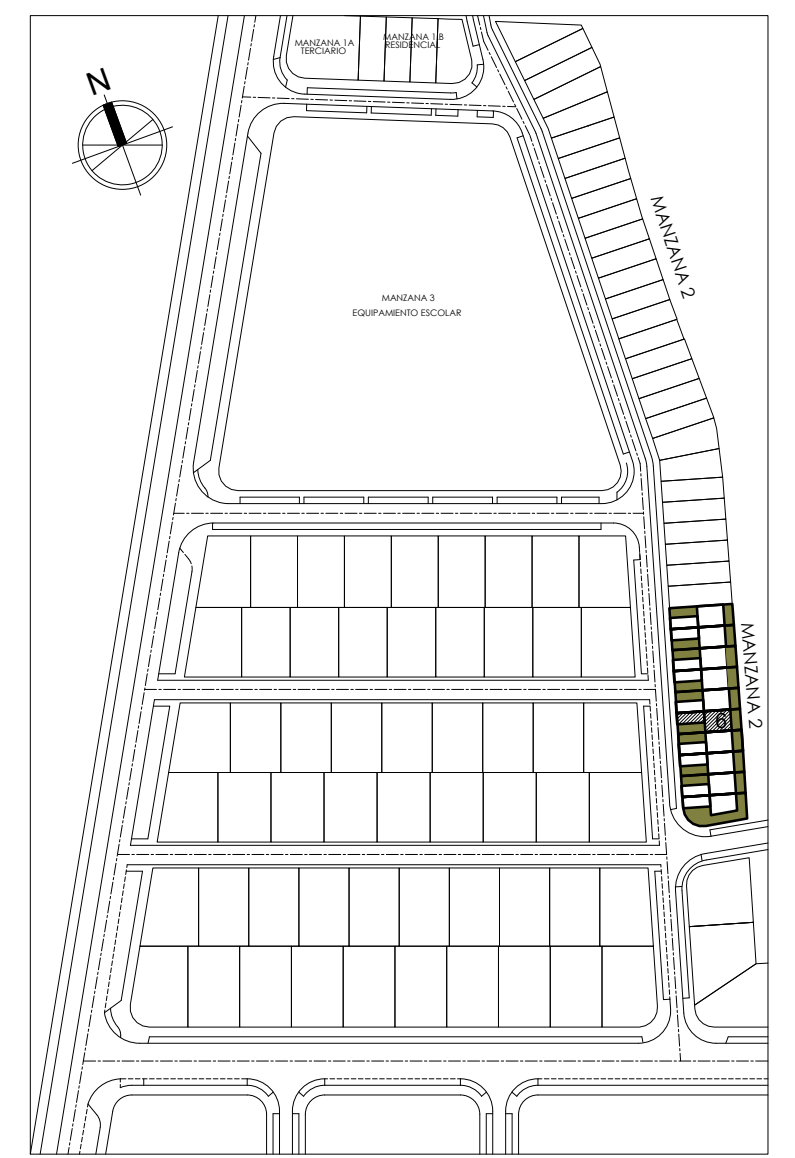 MANZANA 1A
TERCIARIO
MANZANA 1B
RESIDENCIAL
N
MANZANA 2
MANZANA 3
EQUIPAMIENTO ESCOLAR
MANZANA 2
6